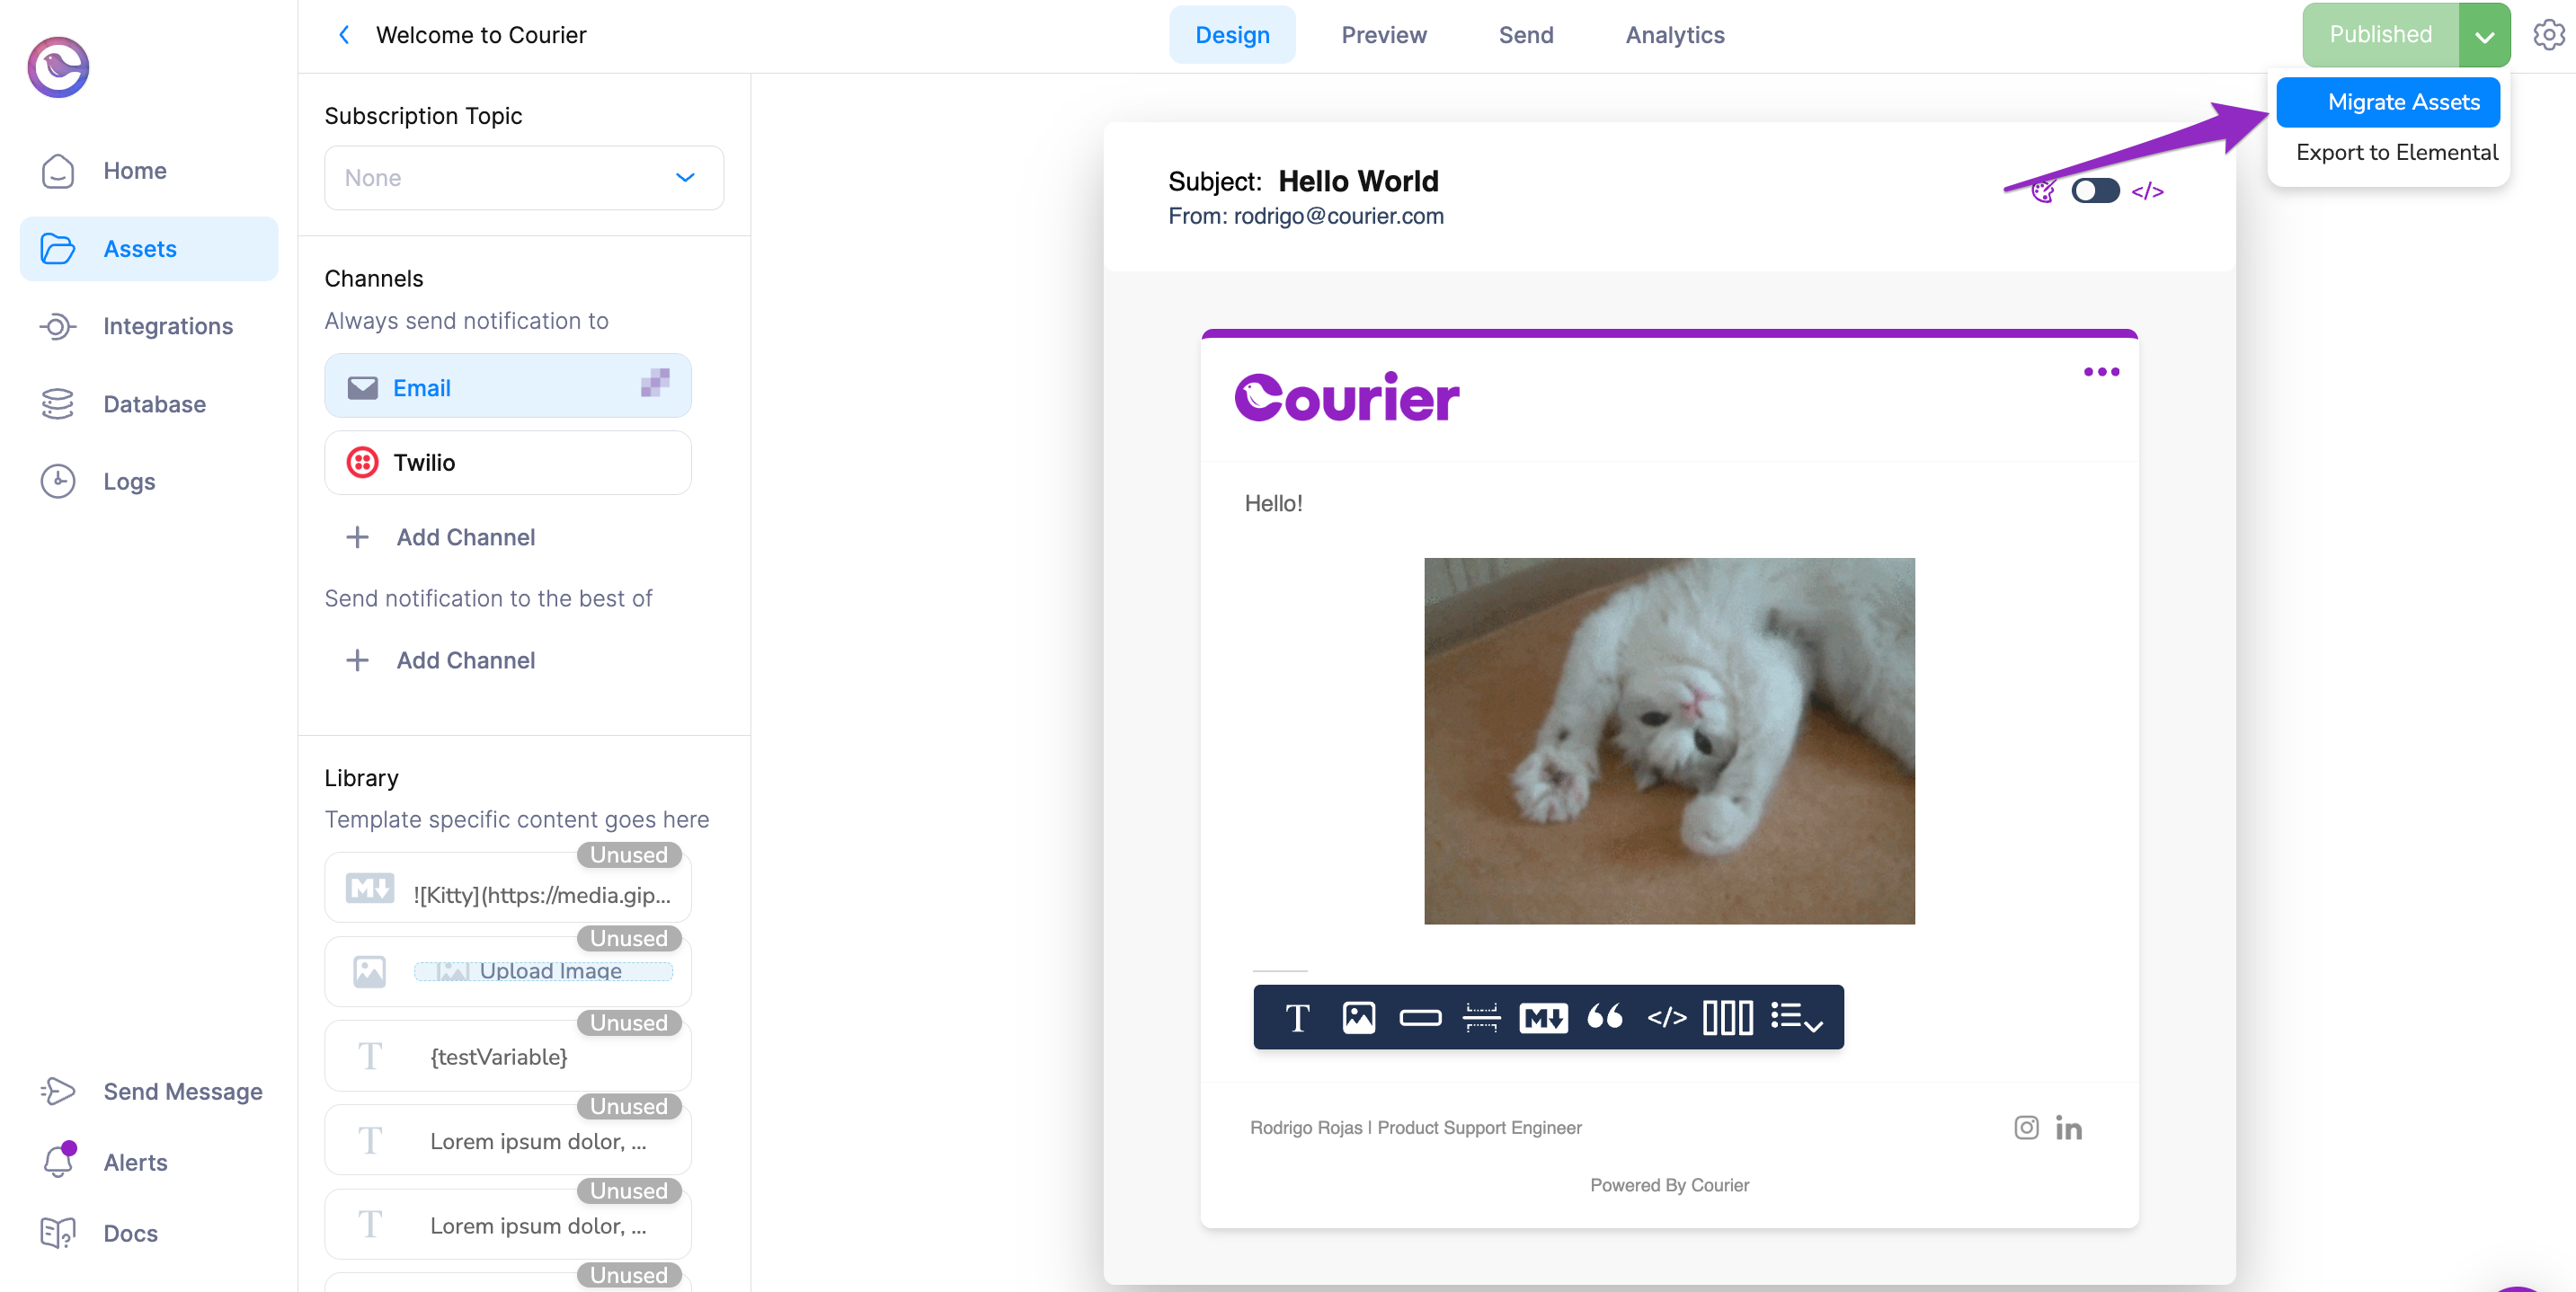 Welcome to Courier
Design
Preview
Send
Analytics
Published
Migrate Assets
Export to Elemental
Home
Assets
Integrations
Database
Logs
Send Message
Alerts
Docs
Subscription Topic
None
Channels
Always send notification to
Email
Twilio
Add Channel
Send notification to the best of
Add Channel
Library
Template specific content goes here
Unused
![Kitty](https://media.gip...
Unused
Upload Image
Unused
{testVariable}
Unused
Lorem ipsum dolor, ...
Unused
Lorem ipsum dolor, ...
Unused
Subject: Hello World
From: rodrigo@courier.com
</>
Courier
Hello!
T
M
</>
Rodrigo Rojas | Product Support Engineer
in
Powered By Courier